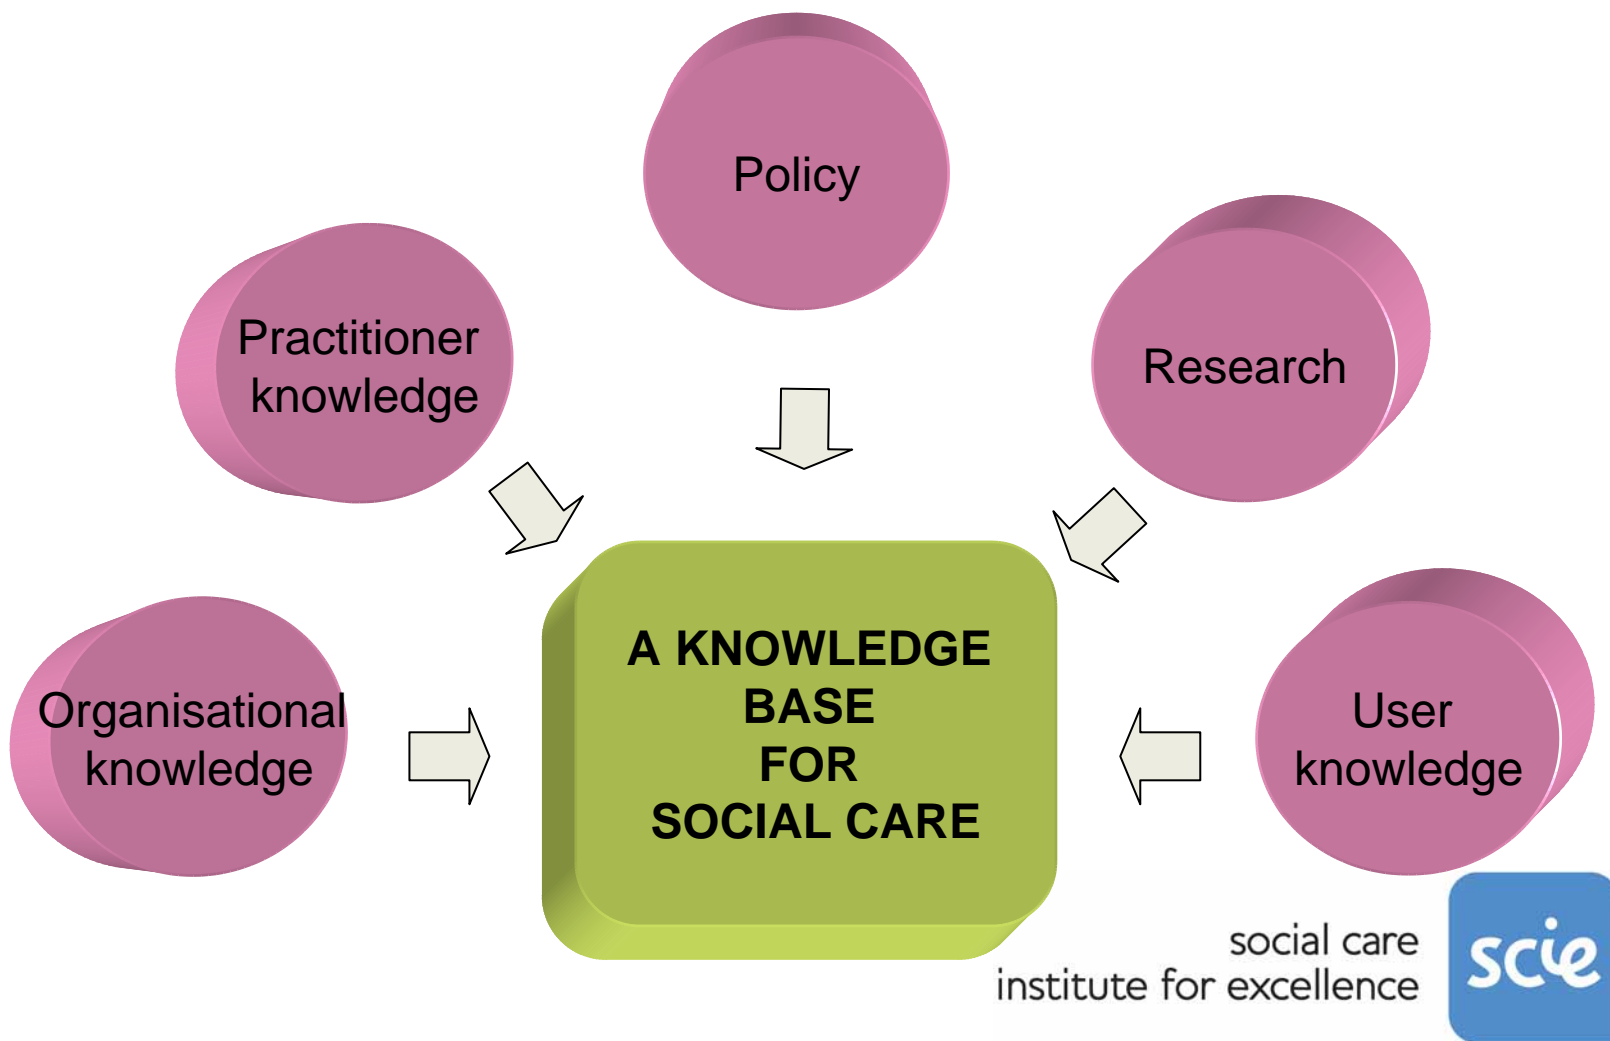 Policy
Practitioner
knowledge
Research
Organisational
knowledge
A KNOWLEDGE
BASE
FOR
SOCIAL CARE
User
knowledge
social care
institute for excellence
scie